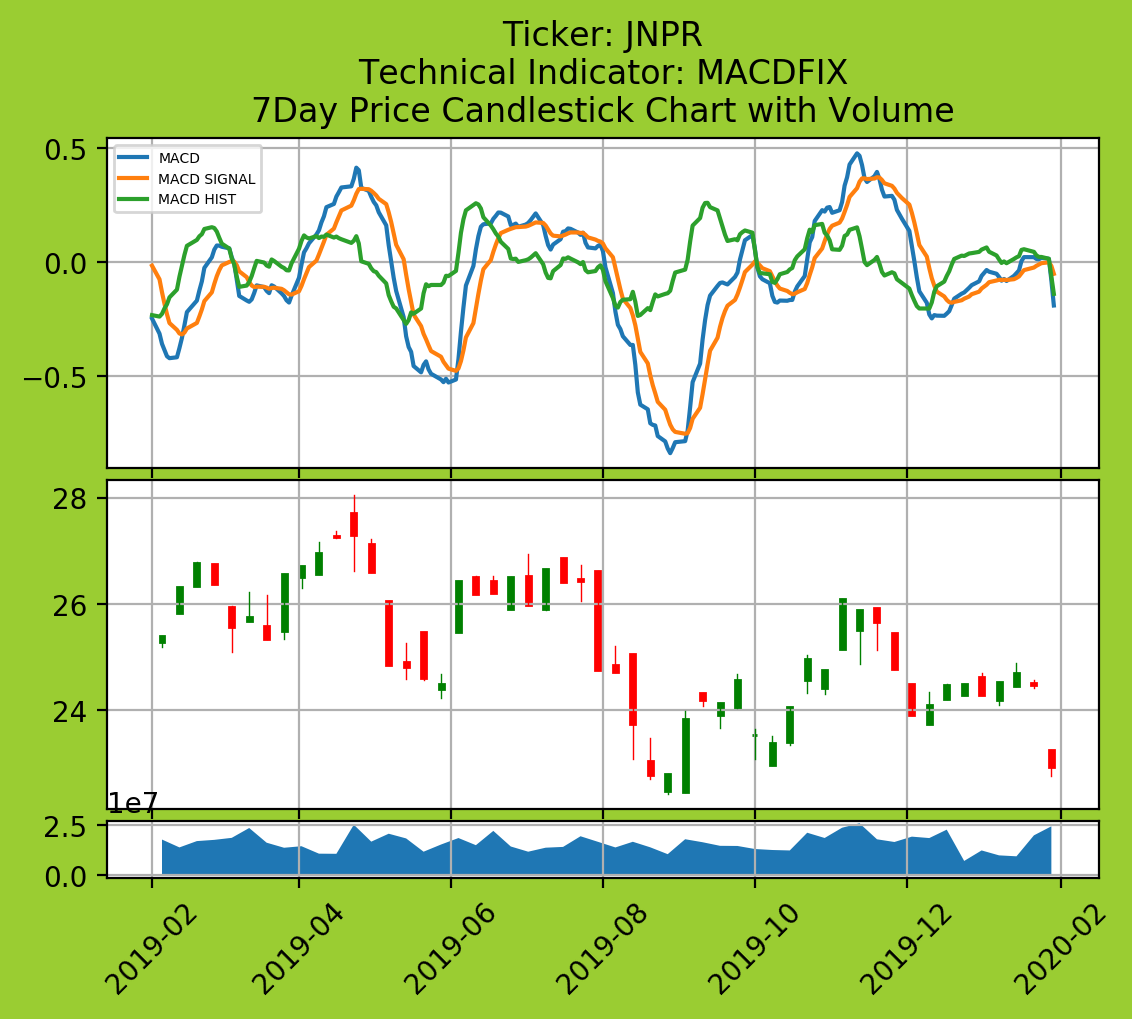 Ticker: JNPR
Technical Indicator: MACDFIX
7Day Price Candlestick Chart with Volume
0.5
0.0
−0.5
MACD
MACD SIGNAL
MACD HIST
28
26
24
1e7
2.5
0.0
2019-02
2019-04
2019-06
2019-08
2019-10
2019-12
2020-02